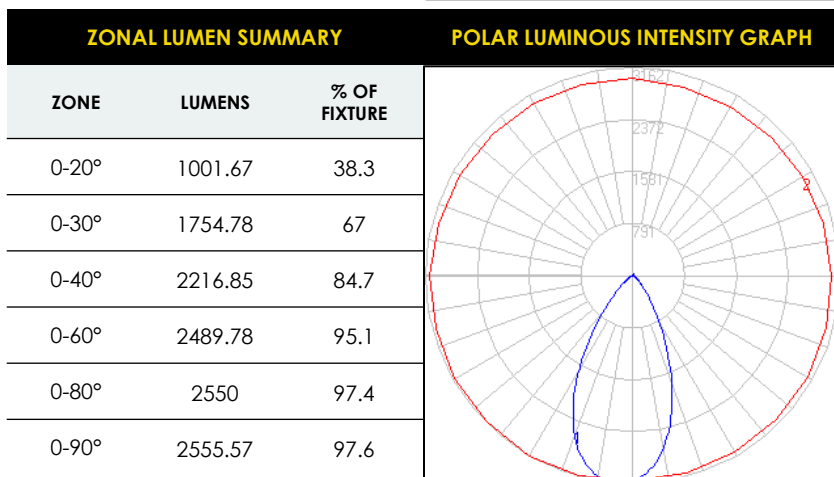 ZONAL LUMEN SUMMARY
POLAR LUMINOUS INTENSITY GRAPH
ZONE LUMENS % OF FIXTURE
0-20° 1001.67 38.3
0-30° 1754.78 67
0-40° 2216.85 84.7
0-60° 2489.78 95.1
0-80° 2550 97.4
0-90° 2555.57 97.6
3162
2372
1581
791
2
1